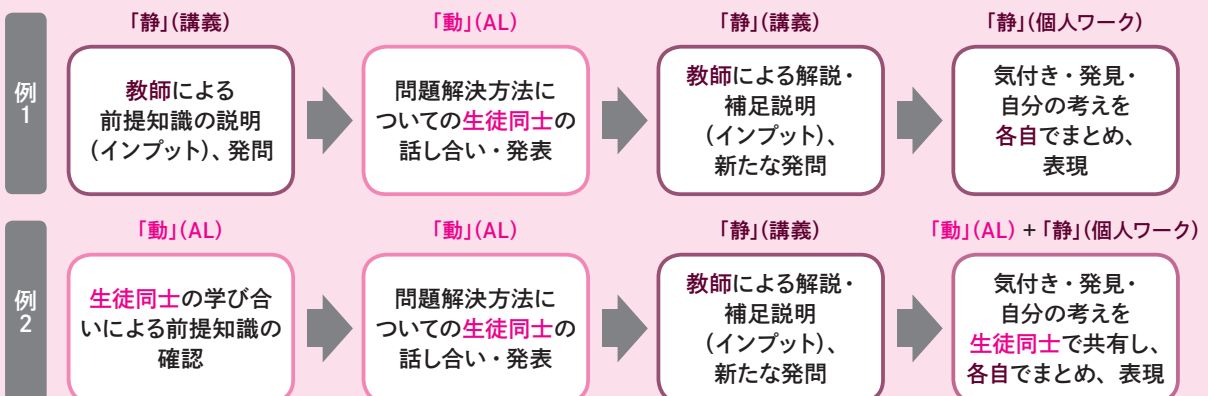 例1
「静」(講義)
教師による
前提知識の説明
(インプット)、発問
「動」(AL)
問題解決方法に
ついての生徒同士の
話し合い・発表
「静」(講義)
教師による解説・
補足説明
(インプット)、
新たな発問
「静」(個人ワーク)
気付き・発見・
自分の考えを
各自でまとめ、
表現
例2
「動」(AL)
生徒同士の学び合
いによる前提知識の
確認
「動」(AL)
問題解決方法に
ついての生徒同士の
話し合い・発表
「静」(講義)
教師による解説・
補足説明
(インプット)、
新たな発問
「動」(AL) + 「静」(個人ワーク)
気付き・発見・
自分の考えを
生徒同士で共有し、
各自でまとめ、表現